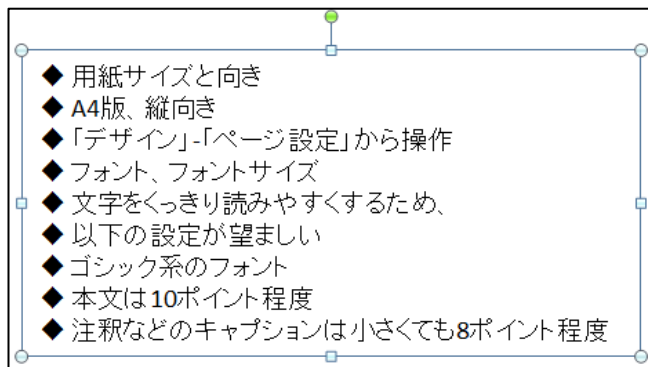 ◆ 用紙サイズと向き
◆ A4版、縦向き
◆ 「デザイン」-「ページ設定」から操作
◆ フォント、フォントサイズ
◆ 文字をくっきり読みやすくするため、
◆ 以下の設定が望ましい
◆ ゴシック系のフォント
◆ 本文は10ポイント程度
◆ 注釈などのキャプションは小さくても8ポイント程度